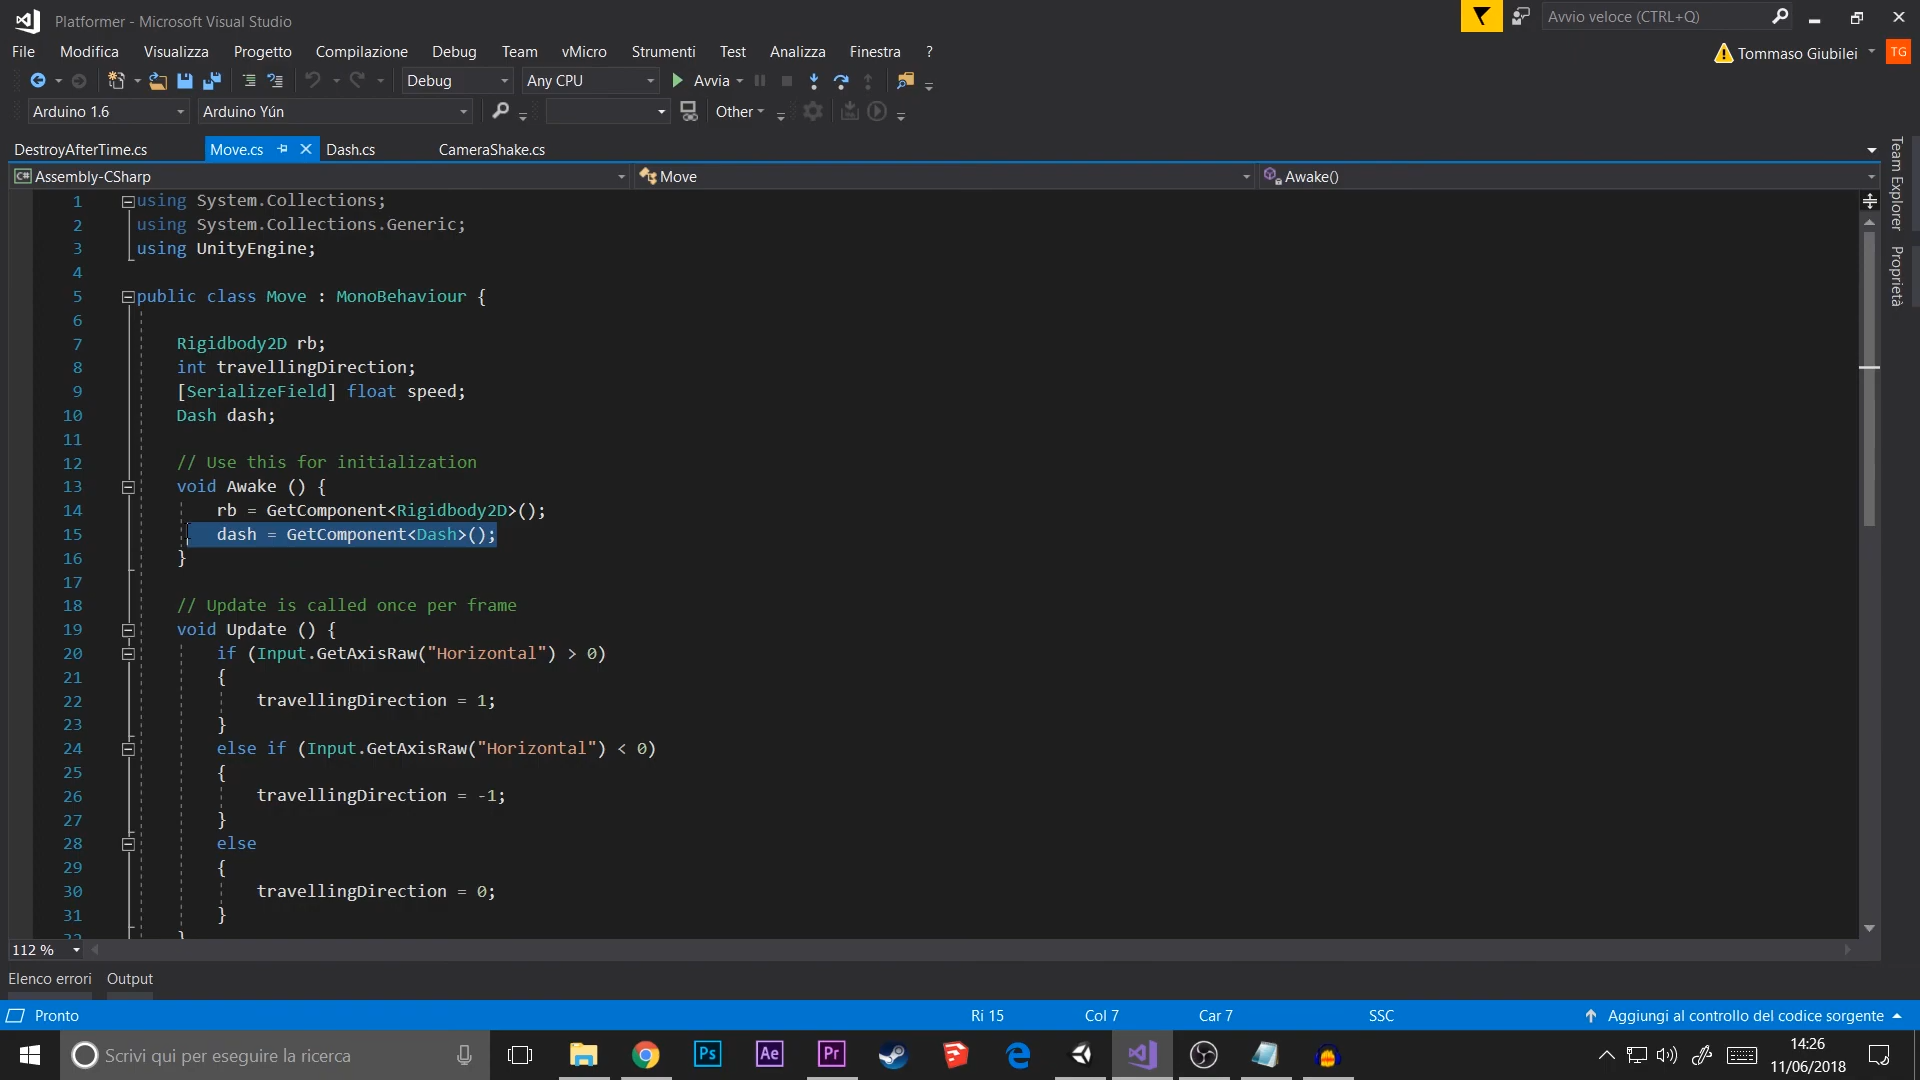 Platformer - Microsoft Visual Studio
Avvio veloce (CTRL+Q)
File Modifica Visualizza Progetto Compilazione Debug Team vMicro Strumenti Test Analizza Finestra ?
Tommaso Giubilei TG
Debug Any CPU Avvia
Arduino 1.6 Arduino Yún Other
DestroyAfterTime.cs Move.cs Dash.cs CameraShake.cs
C# Assembly-CSharp Move Awake()
Team Explorer
Proprietà
1 using System.Collections;
2 using System.Collections.Generic;
3 using UnityEngine;
4
5 public class Move : MonoBehaviour {
6
7 Rigidbody2D rb;
8 int travellingDirection;
9 [SerializeField] float speed;
10 Dash dash;
11
12 // Use this for initialization
13 void Awake () {
14 rb = GetComponent<Rigidbody2D>();
15 dash = GetComponent<Dash>();
16 }
17
18 // Update is called once per frame
19 void Update () {
20 if (Input.GetAxisRaw("Horizontal") > 0)
21 {
22 travellingDirection = 1;
23 }
24 else if (Input.GetAxisRaw("Horizontal") < 0)
25 {
26 travellingDirection = -1;
27 }
28 else
29 {
30 travellingDirection = 0;
31 }
32 }
112 %
Elenco errori Output
Pronto Ri 15 Col 7 Car 7 SSC Aggiungi al controllo del codice sorgente
Scrivi qui per eseguire la ricerca
Ps Ae Pr
14:26
11/06/2018